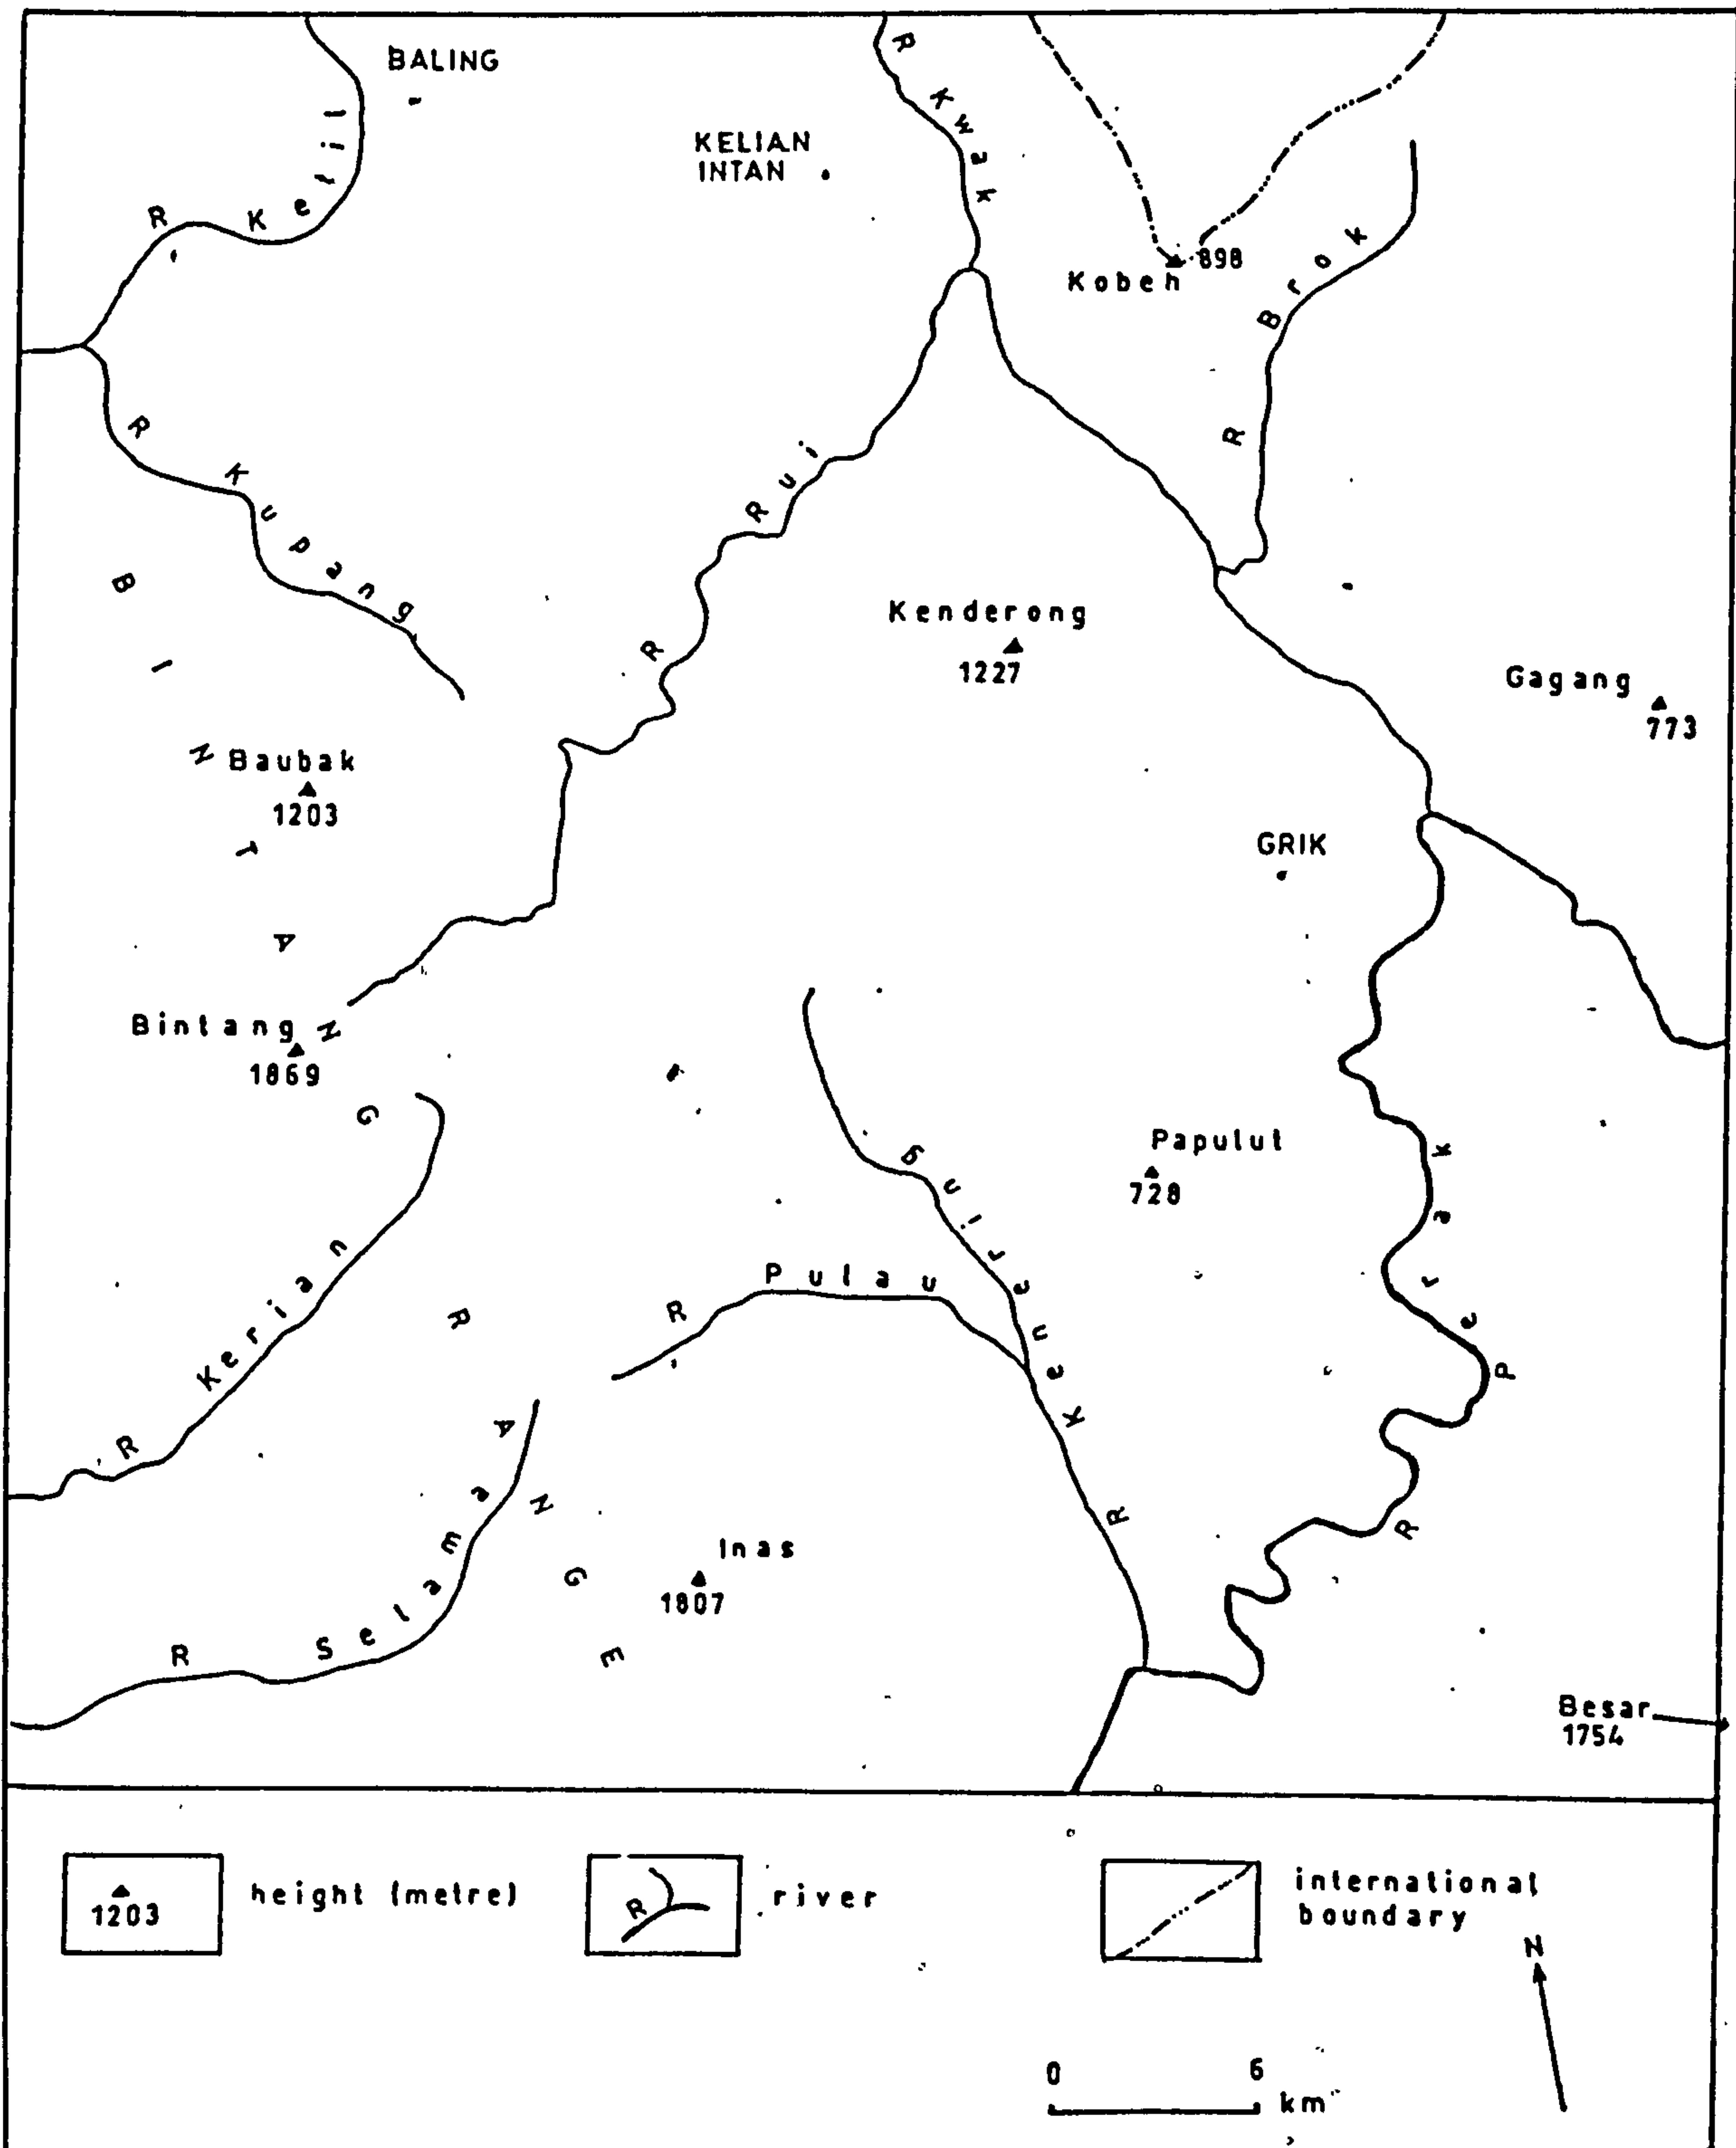 BALING
R Kwak
R Ketil
KELIAN
INTAN
Kobeh
898
R Brok
R Kupang
R Rui
BINTANG RANGE
Kenderong
1227
Gagang
773
Baubak
1203
GRIK
Bintang
1869
Papulut
728
R Kenering
R Pulau
R Perak
R Kerian
R Selama
Inas
1807
Besar
1754
1203
height (metre)
R
river
international
boundary
N
0 6
km